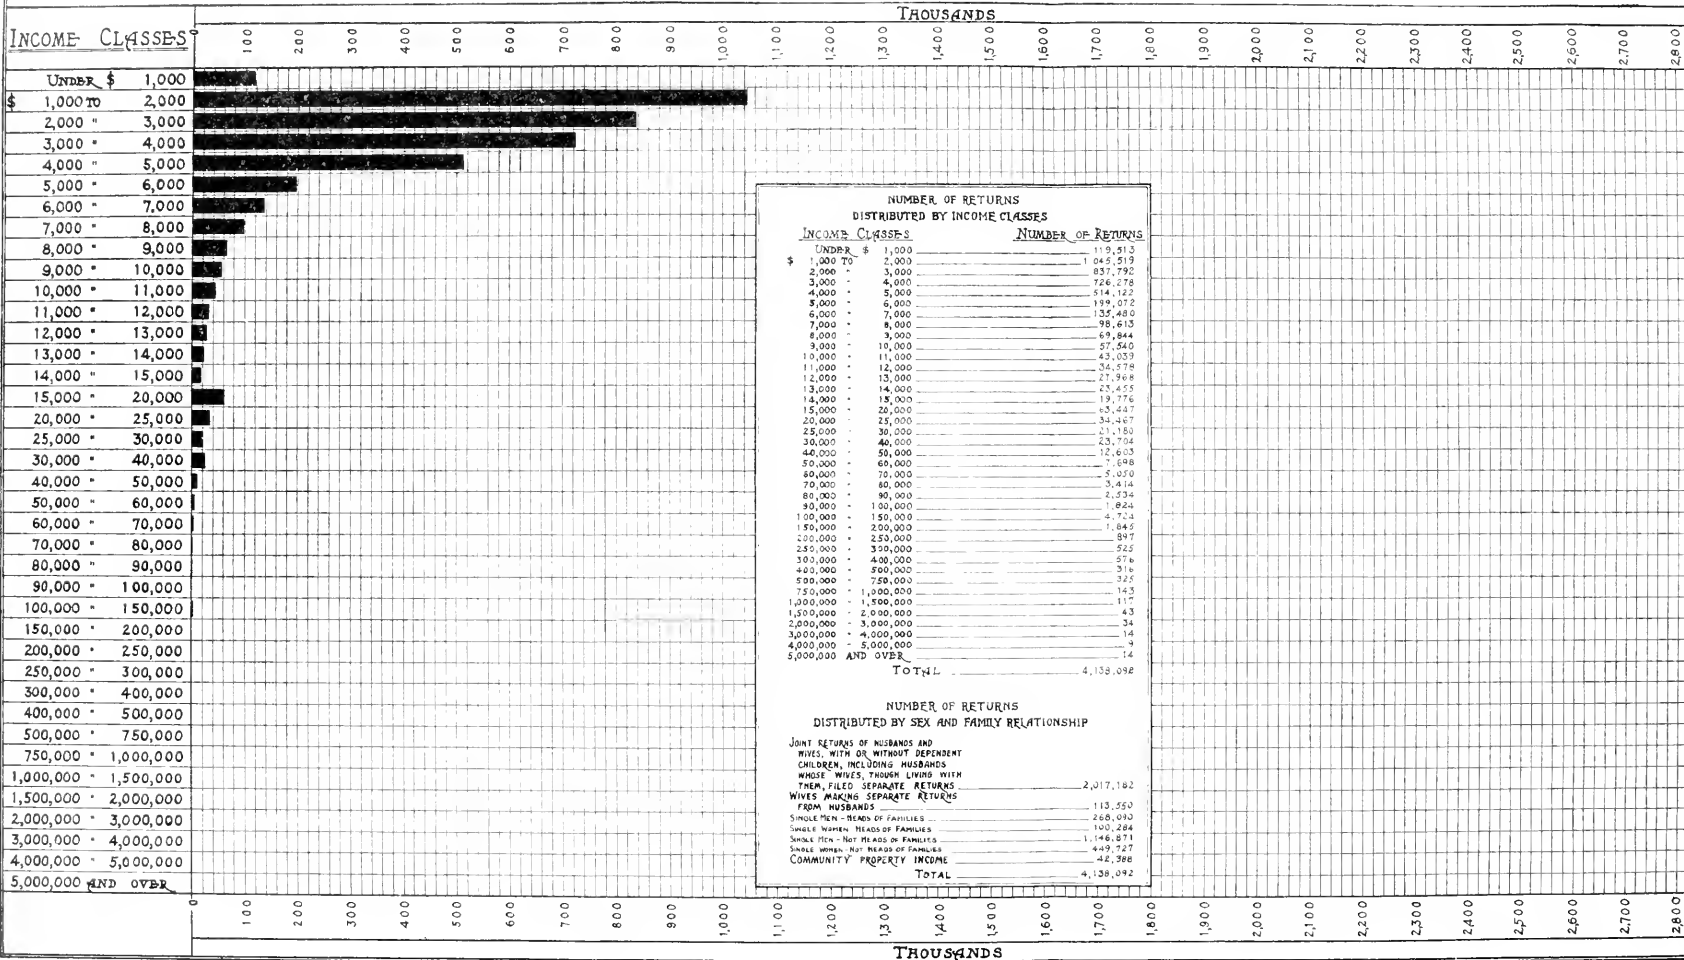 THOUSANDS
INCOME CLASSES 0 100 200 300 400 500 600 700 800 900 1,000 1,100 1,200 1,300 1,400 1,500 1,600 1,700 1,800 1,900 2,000 2,100 2,200 2,300 2,400 2,500 2,600 2,700 2,800
UNDER $ 1,000
$ 1,000 TO 2,000
2,000 " 3,000
3,000 " 4,000
4,000 " 5,000
5,000 " 6,000
6,000 " 7,000
7,000 " 8,000
8,000 " 9,000
9,000 " 10,000
10,000 " 11,000
11,000 " 12,000
12,000 " 13,000
13,000 " 14,000
14,000 " 15,000
15,000 " 20,000
20,000 " 25,000
25,000 " 30,000
30,000 " 40,000
40,000 " 50,000
50,000 " 60,000
60,000 " 70,000
70,000 " 80,000
80,000 " 90,000
90,000 " 100,000
100,000 " 150,000
150,000 " 200,000
200,000 " 250,000
250,000 " 300,000
300,000 " 400,000
400,000 " 500,000
500,000 " 750,000
750,000 " 1,000,000
1,000,000 " 1,500,000
1,500,000 " 2,000,000
2,000,000 " 3,000,000
3,000,000 " 4,000,000
4,000,000 " 5,000,000
5,000,000 AND OVER
NUMBER OF RETURNS
DISTRIBUTED BY INCOME CLASSES
INCOME CLASSES NUMBER OF RETURNS
UNDER $ 1,000 119,513
$ 1,000 TO 2,000 1,045,519
2,000 " 3,000 837,792
3,000 " 4,000 726,278
4,000 " 5,000 514,122
5,000 " 6,000 199,072
6,000 " 7,000 135,480
7,000 " 8,000 98,613
8,000 " 9,000 69,844
9,000 " 10,000 57,540
10,000 " 11,000 43,039
11,000 " 12,000 34,578
12,000 " 13,000 27,968
13,000 " 14,000 23,455
14,000 " 15,000 19,776
15,000 " 20,000 63,447
20,000 " 25,000 34,467
25,000 " 30,000 21,180
30,000 " 40,000 23,704
40,000 " 50,000 12,603
50,000 " 60,000 7,698
60,000 " 70,000 5,050
70,000 " 80,000 3,414
80,000 " 90,000 2,534
90,000 " 100,000 1,824
100,000 " 150,000 4,724
150,000 " 200,000 1,845
200,000 " 250,000 897
250,000 " 300,000 525
300,000 " 400,000 576
400,000 " 500,000 316
500,000 " 750,000 325
750,000 " 1,000,000 143
1,000,000 " 1,500,000 117
1,500,000 " 2,000,000 43
2,000,000 " 3,000,000 34
3,000,000 " 4,000,000 14
4,000,000 " 5,000,000 9
5,000,000 AND OVER 14
TOTAL 4,138,092
NUMBER OF RETURNS
DISTRIBUTED BY SEX AND FAMILY RELATIONSHIP
JOINT RETURNS OF HUSBANDS AND
WIVES, WITH OR WITHOUT DEPENDENT
CHILDREN, INCLUDING HUSBANDS
WHOSE WIVES, THOUGH LIVING WITH
THEM, FILED SEPARATE RETURNS 2,017,182
WIVES MAKING SEPARATE RETURNS
FROM HUSBANDS 113,550
SINGLE MEN - HEADS OF FAMILIES 268,090
SINGLE WOMEN HEADS OF FAMILIES 100,284
SINGLE MEN - NOT HEADS OF FAMILIES 1,146,871
SINGLE WOMEN - NOT HEADS OF FAMILIES 449,727
COMMUNITY PROPERTY INCOME 42,388
TOTAL 4,138,092
0 100 200 300 400 500 600 700 800 900 1,000 1,100 1,200 1,300 1,400 1,500 1,600 1,700 1,800 1,900 2,000 2,100 2,200 2,300 2,400 2,500 2,600 2,700 2,800
THOUSANDS